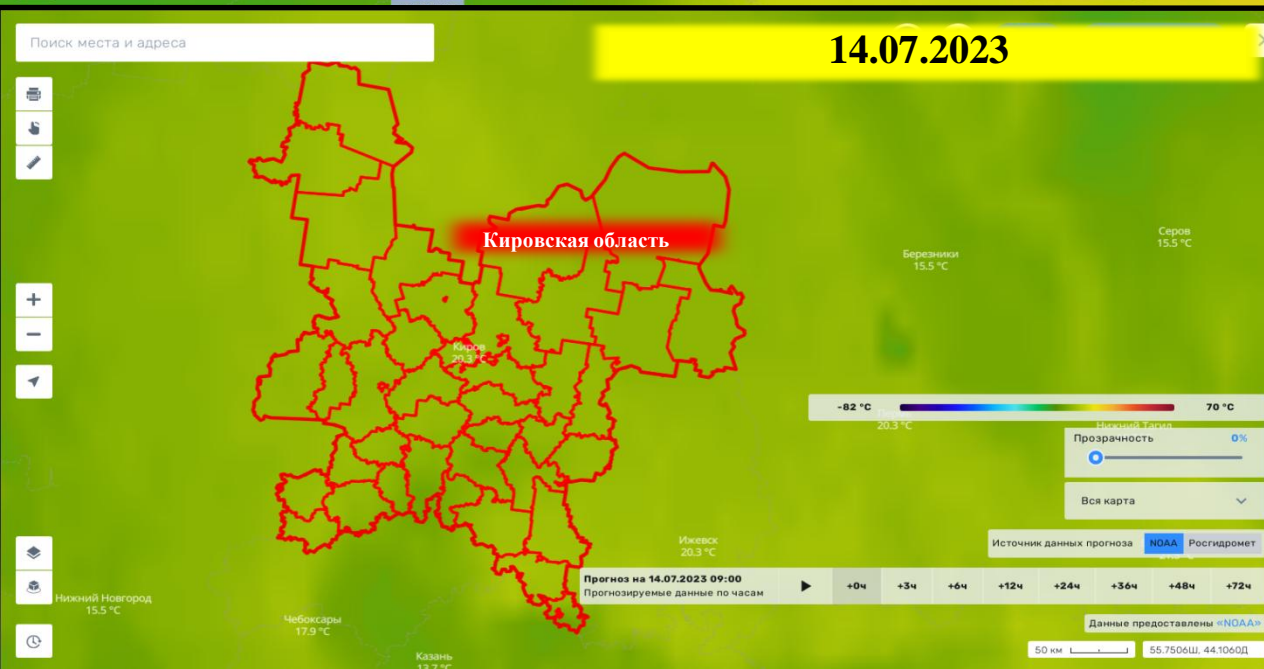 Поиск места и адреса
14.07.2023
Кировская область
Серов
15.5 °C
Березники
15.5 °C
Киров
20.3 °C
-82 °C
70 °C
20.3 °C
Нижний Тагил
Прозрачность
0%
Вся карта
Ижевск
20.3 °C
Источник данных прогноза
NOAA
Росгидромет
Прогноз на 14.07.2023 09:00
Прогнозируемые данные по часам
+0ч
+3ч
+6ч
+12ч
+24ч
+36ч
+48ч
+72ч
Нижний Новгород
15.5 °C
Чебоксары
17.9 °C
Данные предоставлены «NOAA»
Казань
13.7 °C
50 км
55.7506Ш, 44.1060Д